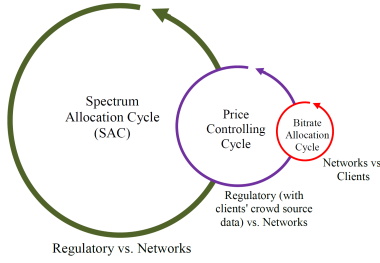 Spectrum
Allocation Cycle
(SAC)
Price
Controlling
Cycle
Bitrate
Allocation
Cycle
Networks vs
Clients
Regulatory (with
clients' crowd source
data) vs. Networks
Regulatory vs. Networks